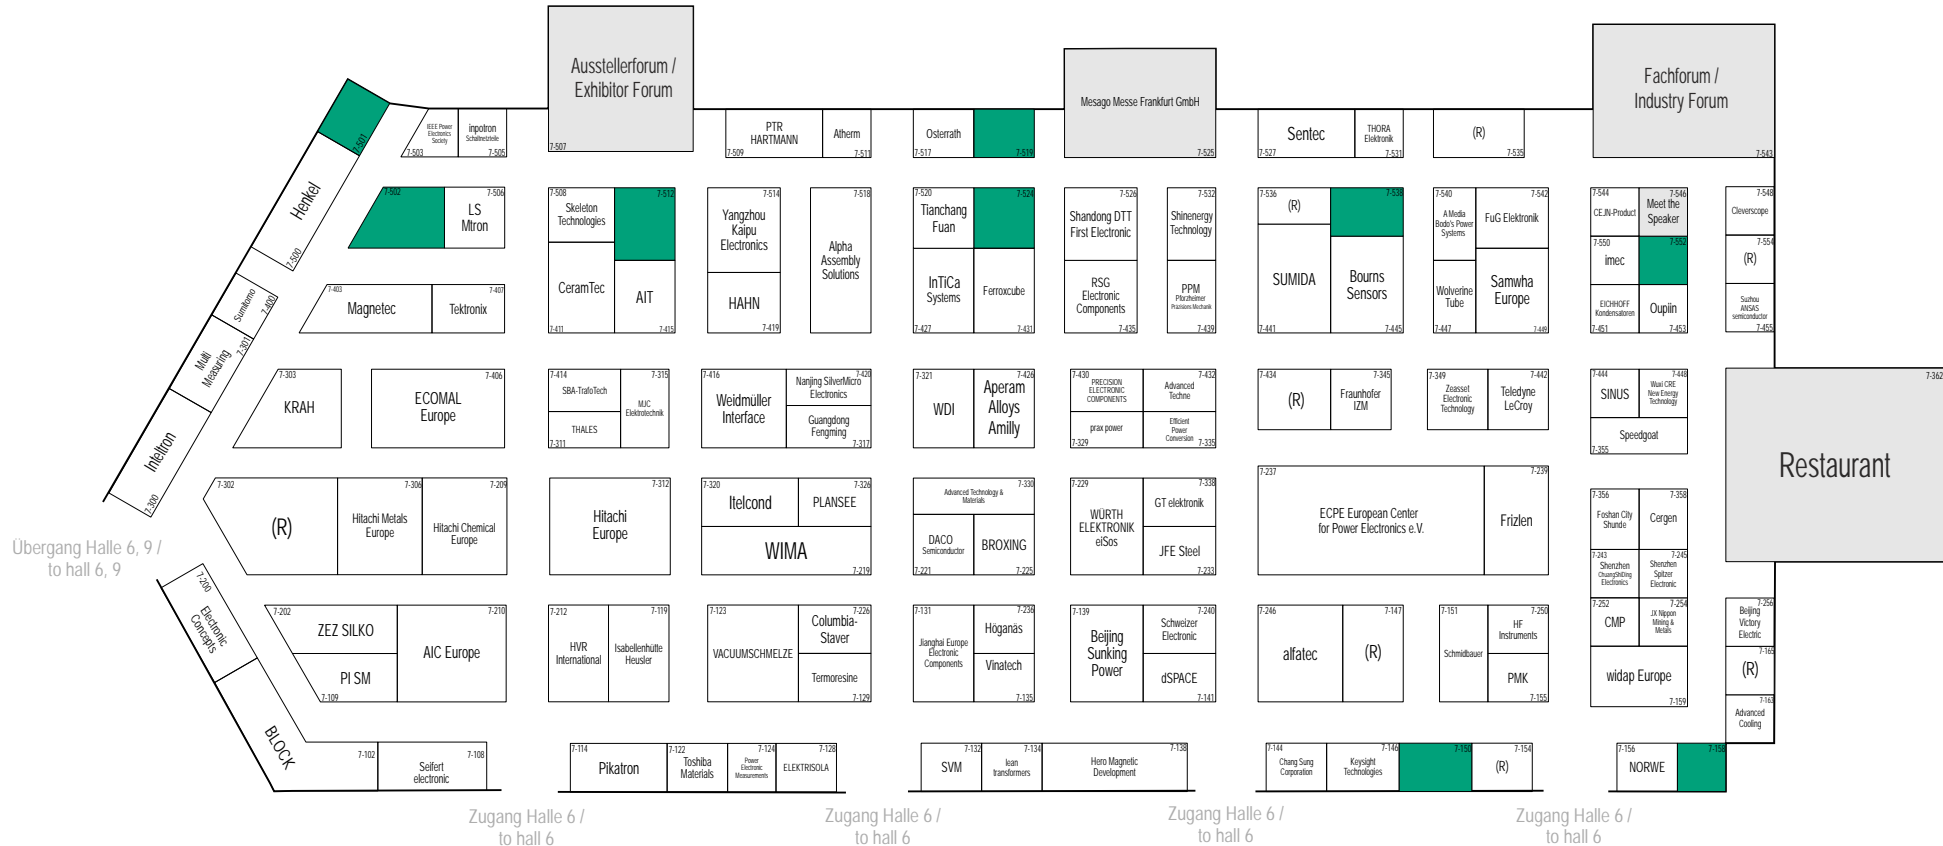 Ausstellerforum /
Exhibitor Forum
7-507
Mesago Messe Frankfurt GmbH
7-525
Fachforum /
Industry Forum
7-543
7-501
IEEE Power
Electronics
Society
7-503
inpotron
Schaltnetzteile
7-505
PTR
HARTMANN
7-509
Atherm
7-511
Osterrath
7-517
7-519
Sentec
7-527
THORA
Elektronik
7-531
(R)
7-535
Henkel
7-500
7-502
7-506
LS
Mtron
7-508
Skeleton
Technologies
7-512
CeramTec
7-411
AIT
7-415
7-514
Yangzhou
Kaipu
Electronics
HAHN
7-419
7-518
Alpha
Assembly
Solutions
7-520
Tianchang
Fuan
7-524
InTiCa
Systems
7-427
Ferroxcube
7-431
7-526
Shandong DTT
First Electronic
RSG
Electronic
Components
7-435
7-532
Shinenergy
Technology
PPM
Pforzheimer
Präzisions Mechanik
7-439
7-536
(R)
SUMIDA
7-441
Bourns
Sensors
7-445
7-540
A Media
Bodo's Power
Systems
7-542
FuG Elektronik
Wolverine
Tube
7-447
Samwha
Europe
7-449
7-544
CEJN-Product
7-546
Meet the
Speaker
7-550
imec
7-552
EICHHOFF
Kondensatoren
7-451
Oupiin
7-453
7-548
Cleverscope
7-554
(R)
Suzhou
ANSAS
semiconductor
7-455
Sumitomo
7-400
7-403
Magnetec
7-407
Tektronix
Multi
Measuring
7-301
Inteltron
7-300
7-303
KRAH
7-406
ECOMAL
Europe
7-414
SBA-TrafoTech
7-315
MJC
Elektrotechnik
THALES
7-311
7-416
Weidmüller
Interface
7-420
Nanjing SilverMicro
Electronics
Guangdong
Fengming
7-317
7-321
WDI
7-426
Aperam
Alloys
Amilly
7-430
PRECISION
ELECTRONIC
COMPONENTS
7-432
Advanced
Techne
prax power
7-329
Efficient
Power
Conversion
7-335
7-434
(R)
7-345
Fraunhofer
IZM
7-349
Zeasset
Electronic
Technology
7-442
Teledyne
LeCroy
7-444
SINUS
7-448
Wuxi CRE
New Energy
Technology
Speedgoat
7-355
7-362
Restaurant
7-302
(R)
7-306
Hitachi Metals
Europe
7-209
Hitachi Chemical
Europe
7-312
Hitachi
Europe
7-320
Itelcond
7-326
PLANSEE
WIMA
7-219
7-330
Advanced Technology &
Materials
DACO
Semiconductor
7-221
BROXING
7-225
7-229
WÜRTH
ELEKTRONIK
eiSos
7-338
GT elektronik
JFE Steel
7-233
7-237
ECPE European Center
for Power Electronics e.V.
7-239
Frizlen
7-356
Foshan City
Shunde
7-358
Cergen
7-243
Shenzhen
ChuangShiDing
Electronics
7-245
Shenzhen
Spitzer
Electronic
7-252
CMP
7-254
JX Nippon
Mining &
Metals
widap Europe
7-159
7-256
Beijing
Victory
Electric
7-165
(R)
7-163
Advanced
Cooling
Übergang Halle 6, 9 /
to hall 6, 9
7-200
Electronic
Concepts
BLOCK
7-102
7-202
ZEZ SILKO
PI SM
7-109
7-210
AIC Europe
7-212
HVR
International
7-119
Isabellenhütte
Heusler
7-123
VACUUMSCHMELZE
7-226
Columbia-
Staver
Termoresine
7-129
7-131
Jianghai Europe
Electronic
Components
7-236
Höganäs
Vinatech
7-135
7-139
Beijing
Sunking
Power
7-240
Schweizer
Electronic
dSPACE
7-141
7-246
alfatec
7-147
(R)
7-151
Schmidbauer
7-250
HF
Instruments
PMK
7-155
7-108
Seifert
electronic
7-114
Pikatron
7-122
Toshiba
Materials
7-124
Power
Electronic
Measurements
7-128
ELEKTRISOLA
7-132
SVM
7-134
lean
transformers
7-138
Hero Magnetic
Development
7-144
Chang Sung
Corporation
7-146
Keysight
Technologies
7-150
7-154
(R)
7-156
NORWE
7-158
Zugang Halle 6 /
to hall 6
Zugang Halle 6 /
to hall 6
Zugang Halle 6 /
to hall 6
Zugang Halle 6 /
to hall 6